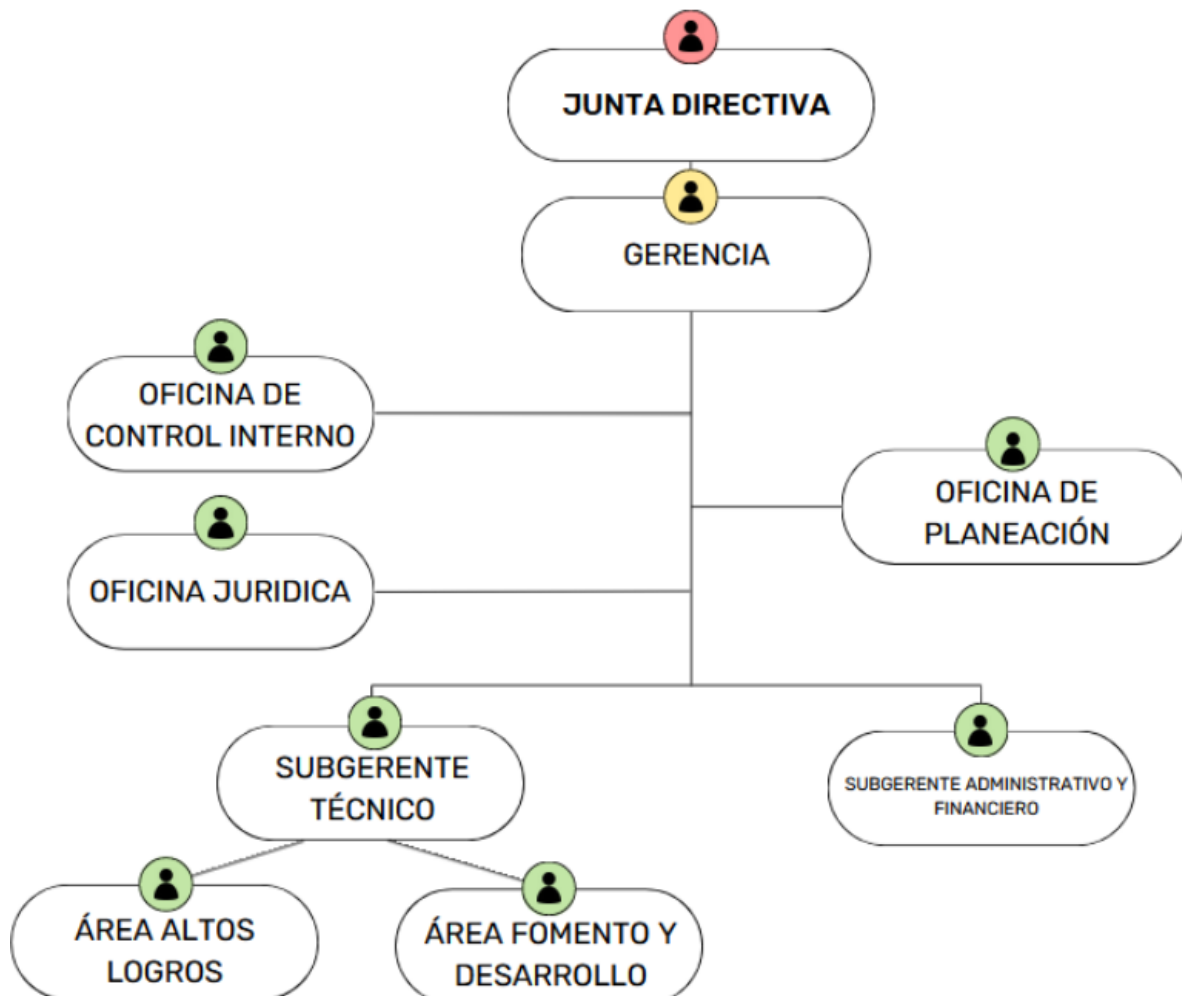 JUNTA DIRECTIVA
GERENCIA
OFICINA DE
CONTROL INTERNO
OFICINA DE
PLANEACIÓN
OFICINA JURIDICA
SUBGERENTE
TÉCNICO
SUBGERENTE ADMINISTRATIVO Y
FINANCIERO
ÁREA ALTOS
LOGROS
ÁREA FOMENTO Y
DESARROLLO